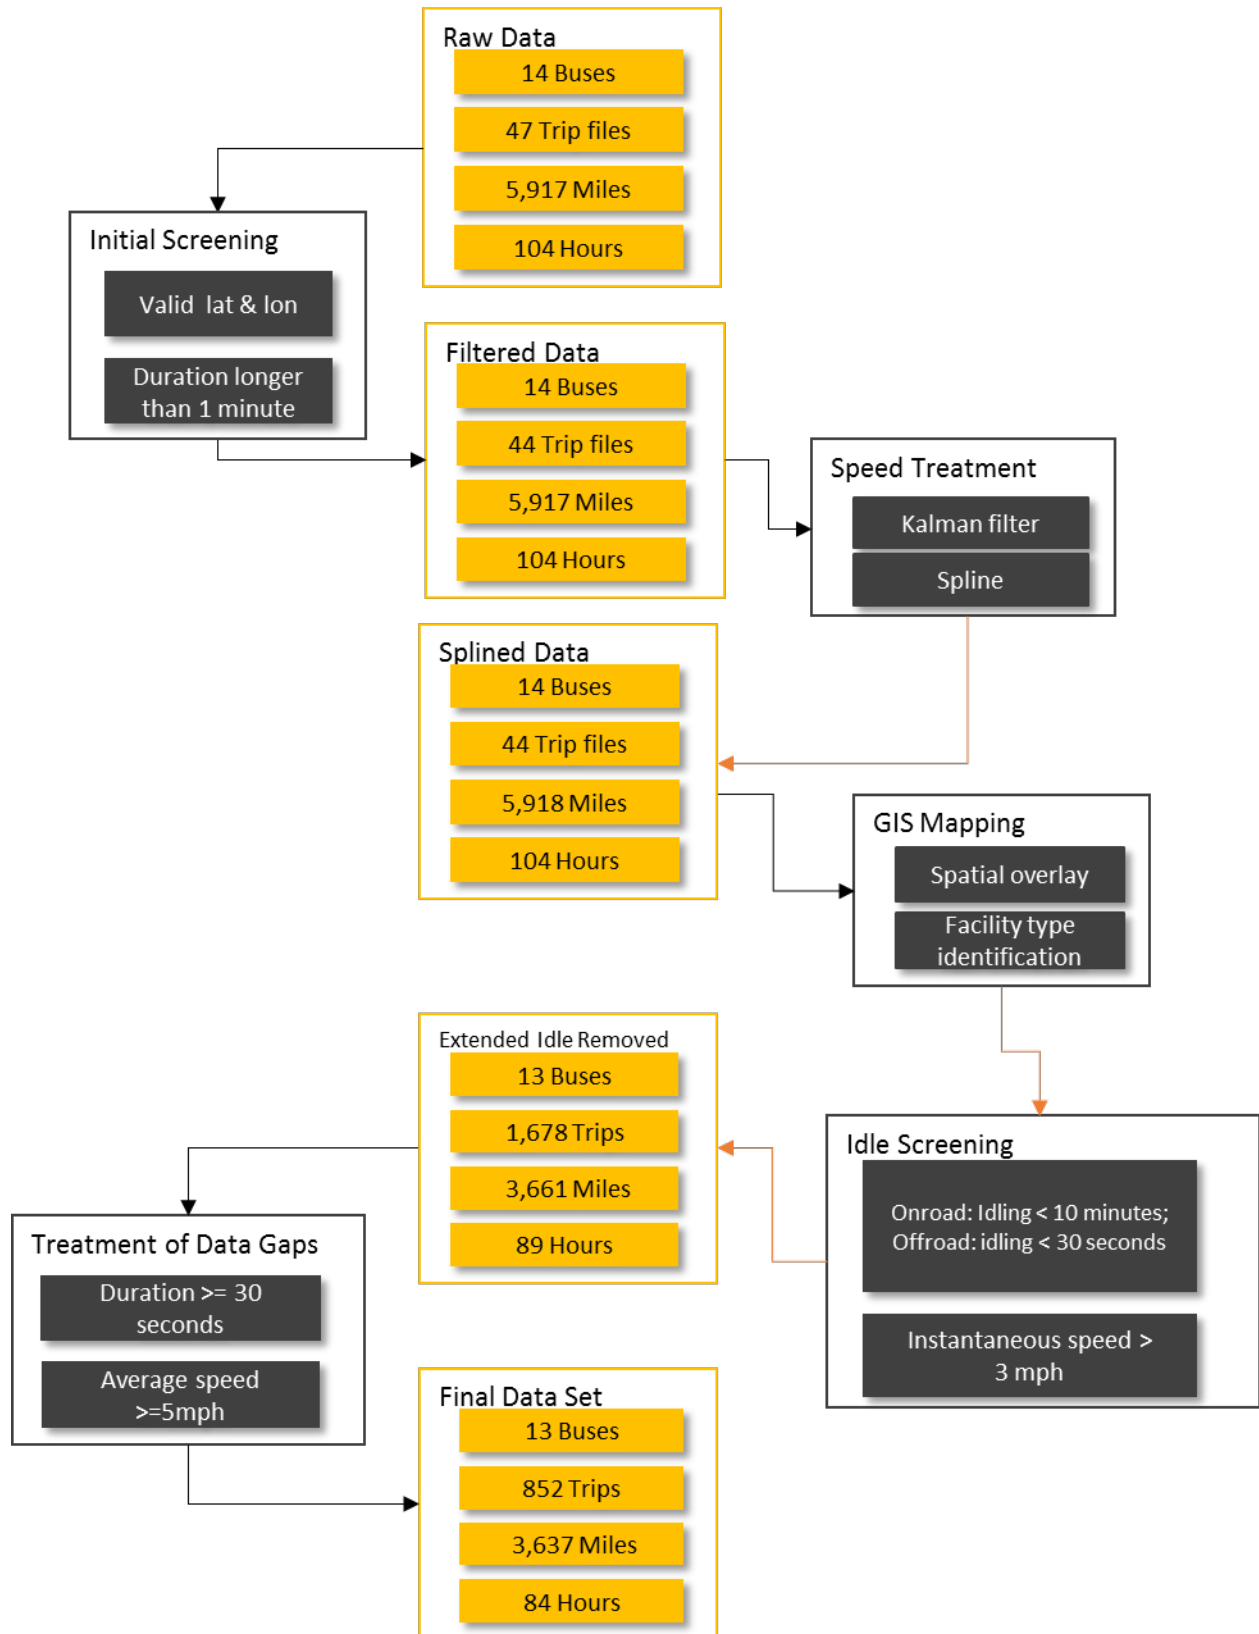 Raw Data
14 Buses
47 Trip files
5,917 Miles
104 Hours
Initial Screening
Valid lat & lon
Duration longer
than 1 minute
Filtered Data
14 Buses
44 Trip files
5,917 Miles
104 Hours
Speed Treatment
Kalman filter
Spline
Splined Data
14 Buses
44 Trip files
5,918 Miles
104 Hours
GIS Mapping
Spatial overlay
Facility type
identification
Idle Screening
Onroad: Idling < 10 minutes;
Offroad: idling < 30 seconds
Instantaneous speed >
3 mph
Extended Idle Removed
13 Buses
1,678 Trips
3,661 Miles
89 Hours
Treatment of Data Gaps
Duration >= 30
seconds
Average speed
>=5mph
Final Data Set
13 Buses
852 Trips
3,637 Miles
84 Hours